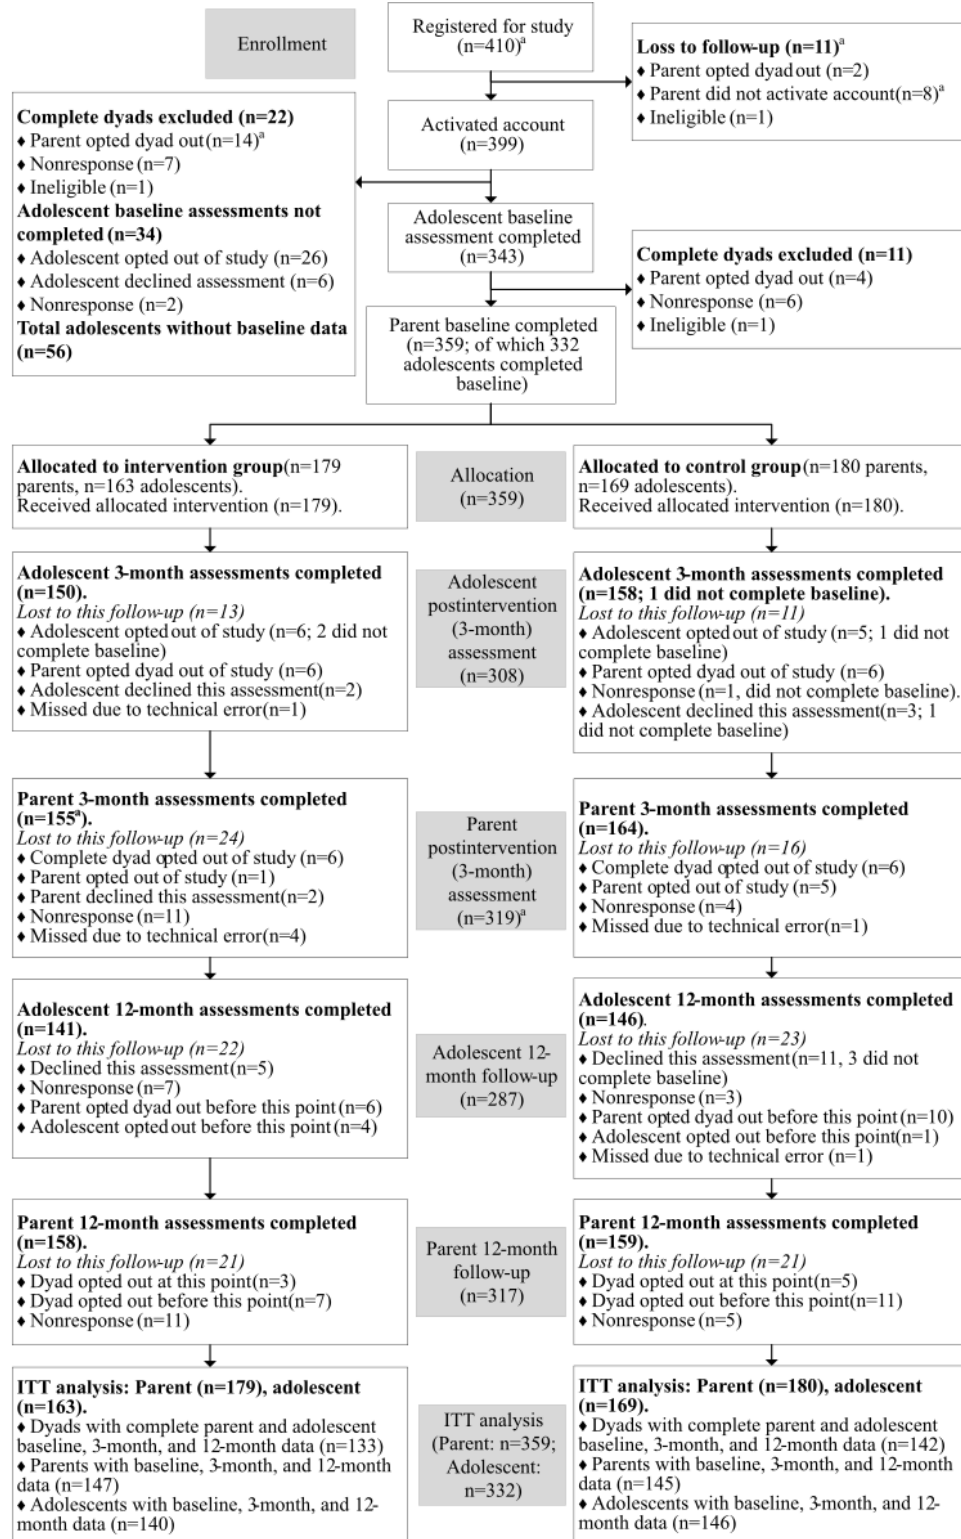 Enrollment
Registered for study
(n=410)ᵃ
Loss to follow-up (n=11)ᵃ
♦ Parent opted dyad out (n=2)
♦ Parent did not activate account(n=8)ᵃ
♦ Ineligible (n=1)
Activated account
(n=399)
Complete dyads excluded (n=22)
♦ Parent opted dyad out(n=14)ᵃ
♦ Nonresponse (n=7)
♦ Ineligible (n=1)
Adolescent baseline assessments not
completed (n=34)
♦ Adolescent opted out of study (n=26)
♦ Adolescent declined assessment (n=6)
♦ Nonresponse (n=2)
Total adolescents without baseline data
(n=56)
Adolescent baseline
assessment completed
(n=343)
Complete dyads excluded (n=11)
♦ Parent opted dyad out (n=4)
♦ Nonresponse (n=6)
♦ Ineligible (n=1)
Parent baseline completed
(n=359; of which 332
adolescents completed
baseline)
Allocated to intervention group(n=179
parents, n=163 adolescents).
Received allocated intervention (n=179).
Allocation
(n=359)
Allocated to control group(n=180 parents,
n=169 adolescents).
Received allocated intervention (n=180).
Adolescent 3-month assessments completed
(n=150).
Lost to this follow-up (n=13)
♦ Adolescent opted out of study (n=6; 2 did not
complete baseline)
♦ Parent opted dyad out of study (n=6)
♦ Adolescent declined this assessment(n=2)
♦ Missed due to technical error(n=1)
Adolescent
postintervention
(3-month)
assessment
(n=308)
Adolescent 3-month assessments completed
(n=158; 1 did not complete baseline).
Lost to this follow-up (n=11)
♦ Adolescent opted out of study (n=5; 1 did not
complete baseline)
♦ Parent opted dyad out of study (n=6)
♦ Nonresponse (n=1, did not complete baseline).
♦ Adolescent declined this assessment(n=3; 1
did not complete baseline)
Parent 3-month assessments completed
(n=155ᵃ).
Lost to this follow-up (n=24)
♦ Complete dyad opted out of study (n=6)
♦ Parent opted out of study (n=1)
♦ Parent declined this assessment(n=2)
♦ Nonresponse (n=11)
♦ Missed due to technical error(n=4)
Parent
postintervention
(3-month)
assessment
(n=319)ᵃ
Parent 3-month assessments completed
(n=164).
Lost to this follow-up (n=16)
♦ Complete dyad opted out of study (n=6)
♦ Parent opted out of study (n=5)
♦ Nonresponse (n=4)
♦ Missed due to technical error(n=1)
Adolescent 12-month assessments completed
(n=141).
Lost to this follow-up (n=22)
♦ Declined this assessment(n=5)
♦ Nonresponse (n=7)
♦ Parent opted dyad out before this point (n=6)
♦ Adolescent opted out before this point(n=4)
Adolescent 12-
month follow-up
(n=287)
Adolescent 12-month assessments completed
(n=146).
Lost to this follow-up (n=23)
♦ Declined this assessment(n=11, 3 did not
complete baseline)
♦ Nonresponse (n=3)
♦ Parent opted dyad out before this point(n=10)
♦ Adolescent opted out before this point(n=1)
♦ Missed due to technical error (n=1)
Parent 12-month assessments completed
(n=158).
Lost to this follow-up (n=21)
♦ Dyad opted out at this point(n=3)
♦ Dyad opted out before this point(n=7)
♦ Nonresponse (n=11)
Parent 12-month
follow-up
(n=317)
Parent 12-month assessments completed
(n=159).
Lost to this follow-up (n=21)
♦ Dyad opted out at this point(n=5)
♦ Dyad opted out before this point(n=11)
♦ Nonresponse (n=5)
ITT analysis: Parent (n=179), adolescent
(n=163).
♦ Dyads with complete parent and adolescent
baseline, 3-month, and 12-month data (n=133)
♦ Parents with baseline, 3-month, and 12-month
data (n=147)
♦ Adolescents with baseline, 3-month, and 12-
month data (n=140)
ITT analysis
(Parent: n=359;
Adolescent:
n=332)
ITT analysis: Parent (n=180), adolescent
(n=169).
♦ Dyads with complete parent and adolescent
baseline, 3-month, and 12-month data (n=142)
♦ Parents with baseline, 3-month, and 12-month
data (n=145)
♦ Adolescents with baseline, 3-month, and 12-
month data (n=146)